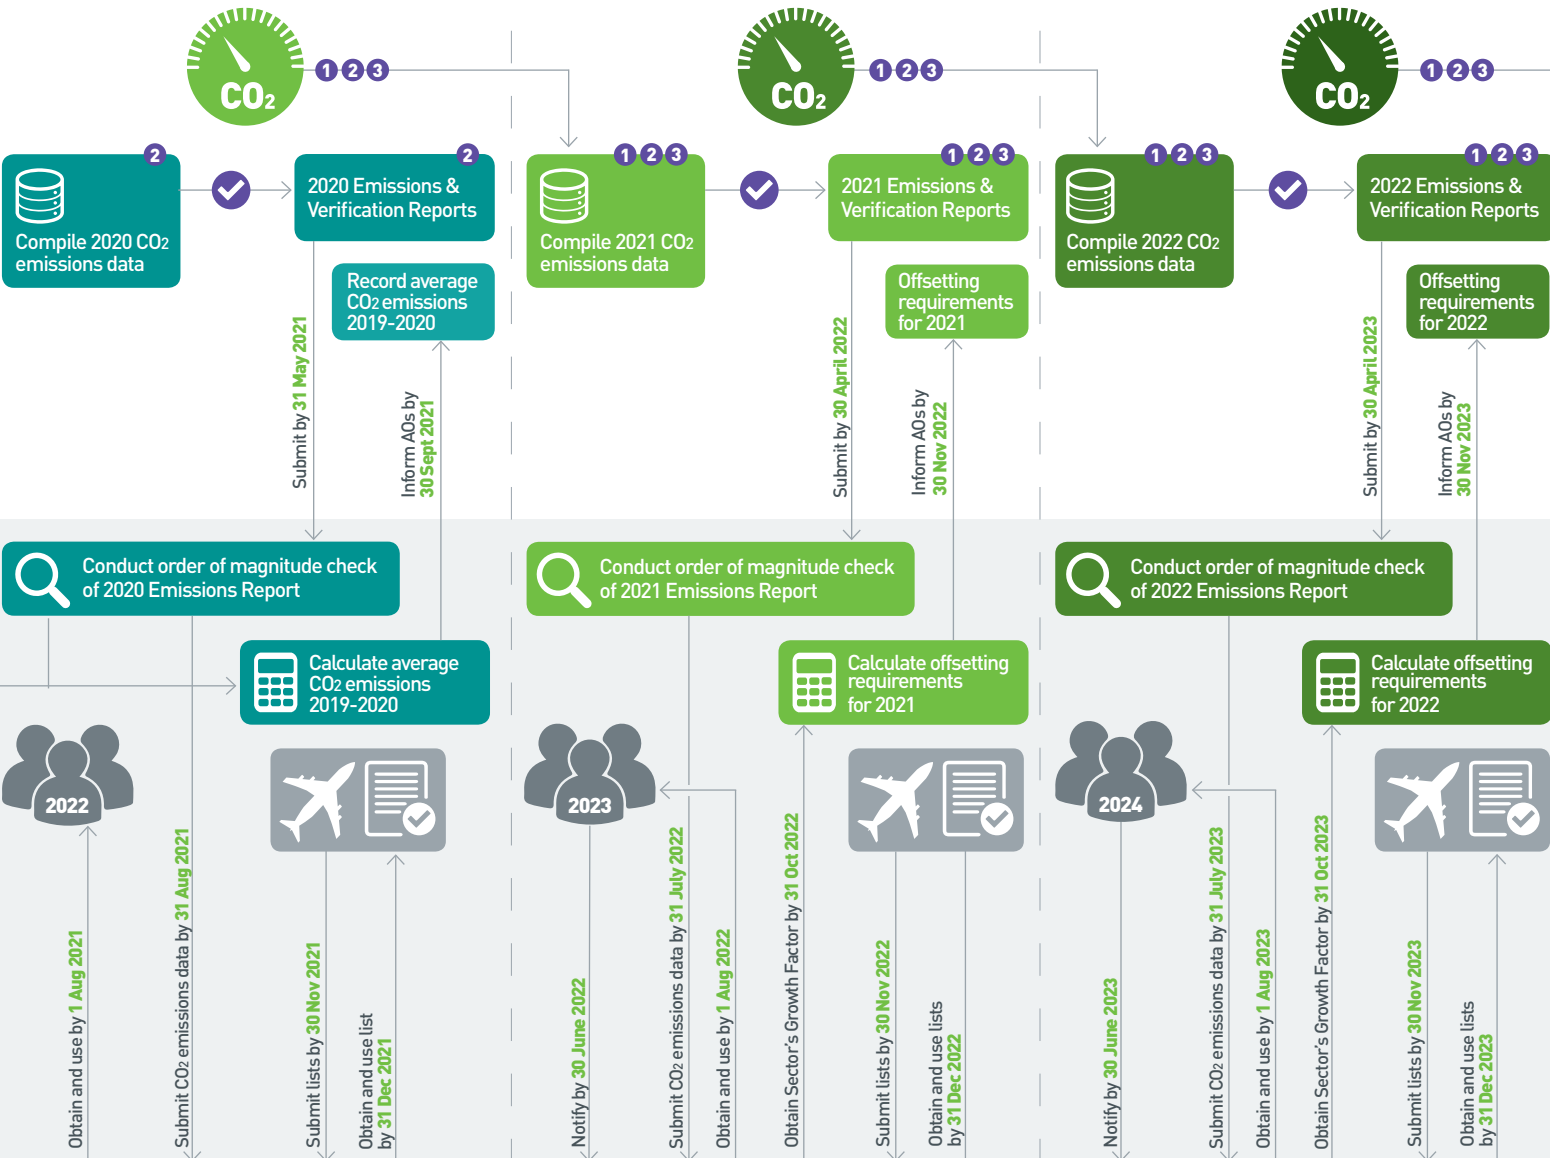 CO2
1 2 3
CO2
1 2 3
CO2
1 2 3
2
Compile 2020 CO2
emissions data
2
2020 Emissions &
Verification Reports
Record average
CO2 emissions
2019-2020
1 2 3
Compile 2021 CO2
emissions data
1 2 3
2021 Emissions &
Verification Reports
Offsetting
requirements
for 2021
1 2 3
Compile 2022 CO2
emissions data
1 2 3
2022 Emissions &
Verification Reports
Offsetting
requirements
for 2022
Submit by 31 May 2021
Inform AOs by
30 Sept 2021
Submit by 30 April 2022
Inform AOs by
30 Nov 2022
Submit by 30 April 2023
Inform AOs by
30 Nov 2023
Conduct order of magnitude check
of 2020 Emissions Report
Conduct order of magnitude check
of 2021 Emissions Report
Conduct order of magnitude check
of 2022 Emissions Report
Calculate average
CO2 emissions
2019-2020
Calculate offsetting
requirements
for 2021
Calculate offsetting
requirements
for 2022
2022
2023
2024
Obtain and use by 1 Aug 2021
Submit CO2 emissions data by 31 Aug 2021
Submit lists by 30 Nov 2021
Obtain and use list
by 31 Dec 2021
Notify by 30 June 2022
Submit CO2 emissions data by 31 July 2022
Obtain and use by 1 Aug 2022
Obtain Sector's Growth Factor by 31 Oct 2022
Submit lists by 30 Nov 2022
Obtain and use lists
by 31 Dec 2022
Notify by 30 June 2023
Submit CO2 emissions data by 31 July 2023
Obtain and use by 1 Aug 2023
Obtain Sector's Growth Factor by 31 Oct 2023
Submit lists by 30 Nov 2023
Obtain and use lists
by 31 Dec 2023